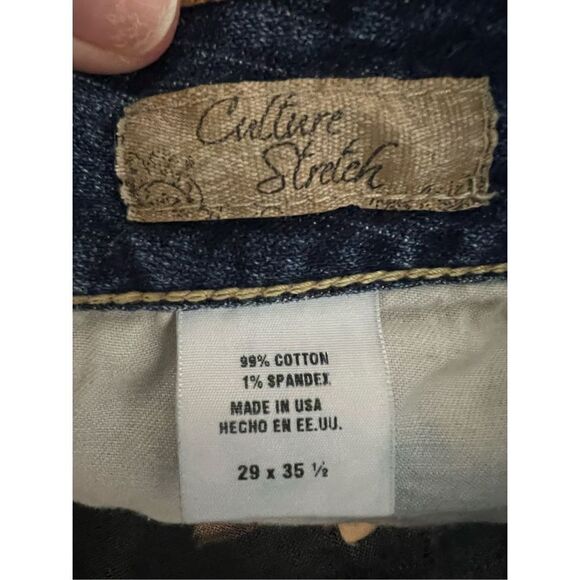 Culture
Stretch
99% COTTON
1% SPANDEX
MADE IN USA
HECHO EN EE.UU.
29 x 35 ½